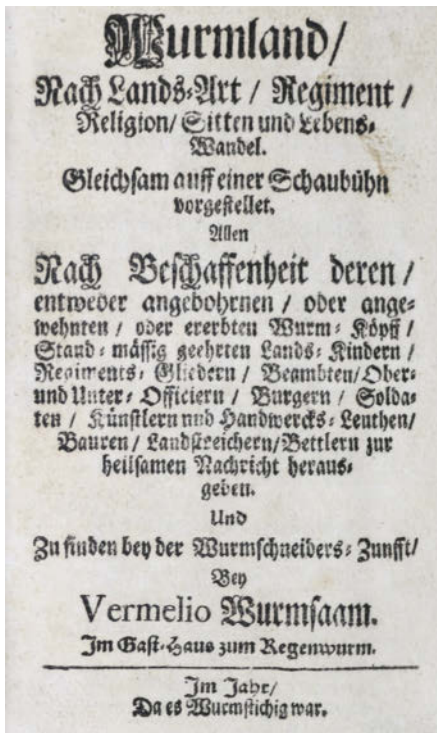 Wurmland/
Nach Lands-Art / Regiment /
Religion/ Sitten und Lebens-
Wandel.
Gleichsam auff einer Schaubühn
vorgestellet.
Allen
Nach Beschaffenheit deren /
entweder angebohrnen / oder ange-
wehnten / oder ererbten Wurm-Köpff /
Stand-mässig geehrten Lands-Kindern /
Regiments-Gliedern / Beambten/Ober-
und Unter-Officiern / Burgern / Solda-
ten / Künstlern und Handwercks-Leuthen/
Bauren / Landstreichern/Bettlern zur
heilsamen Nachricht heraus-
geben.
Und
Zu finden bey der Wurmschneiders-Zunfft/
Bey
Vermelio Wurmsaam.
Im Gast-Haus zum Regenwurm.
Im Jahr/
Da es Wurmstichig war.